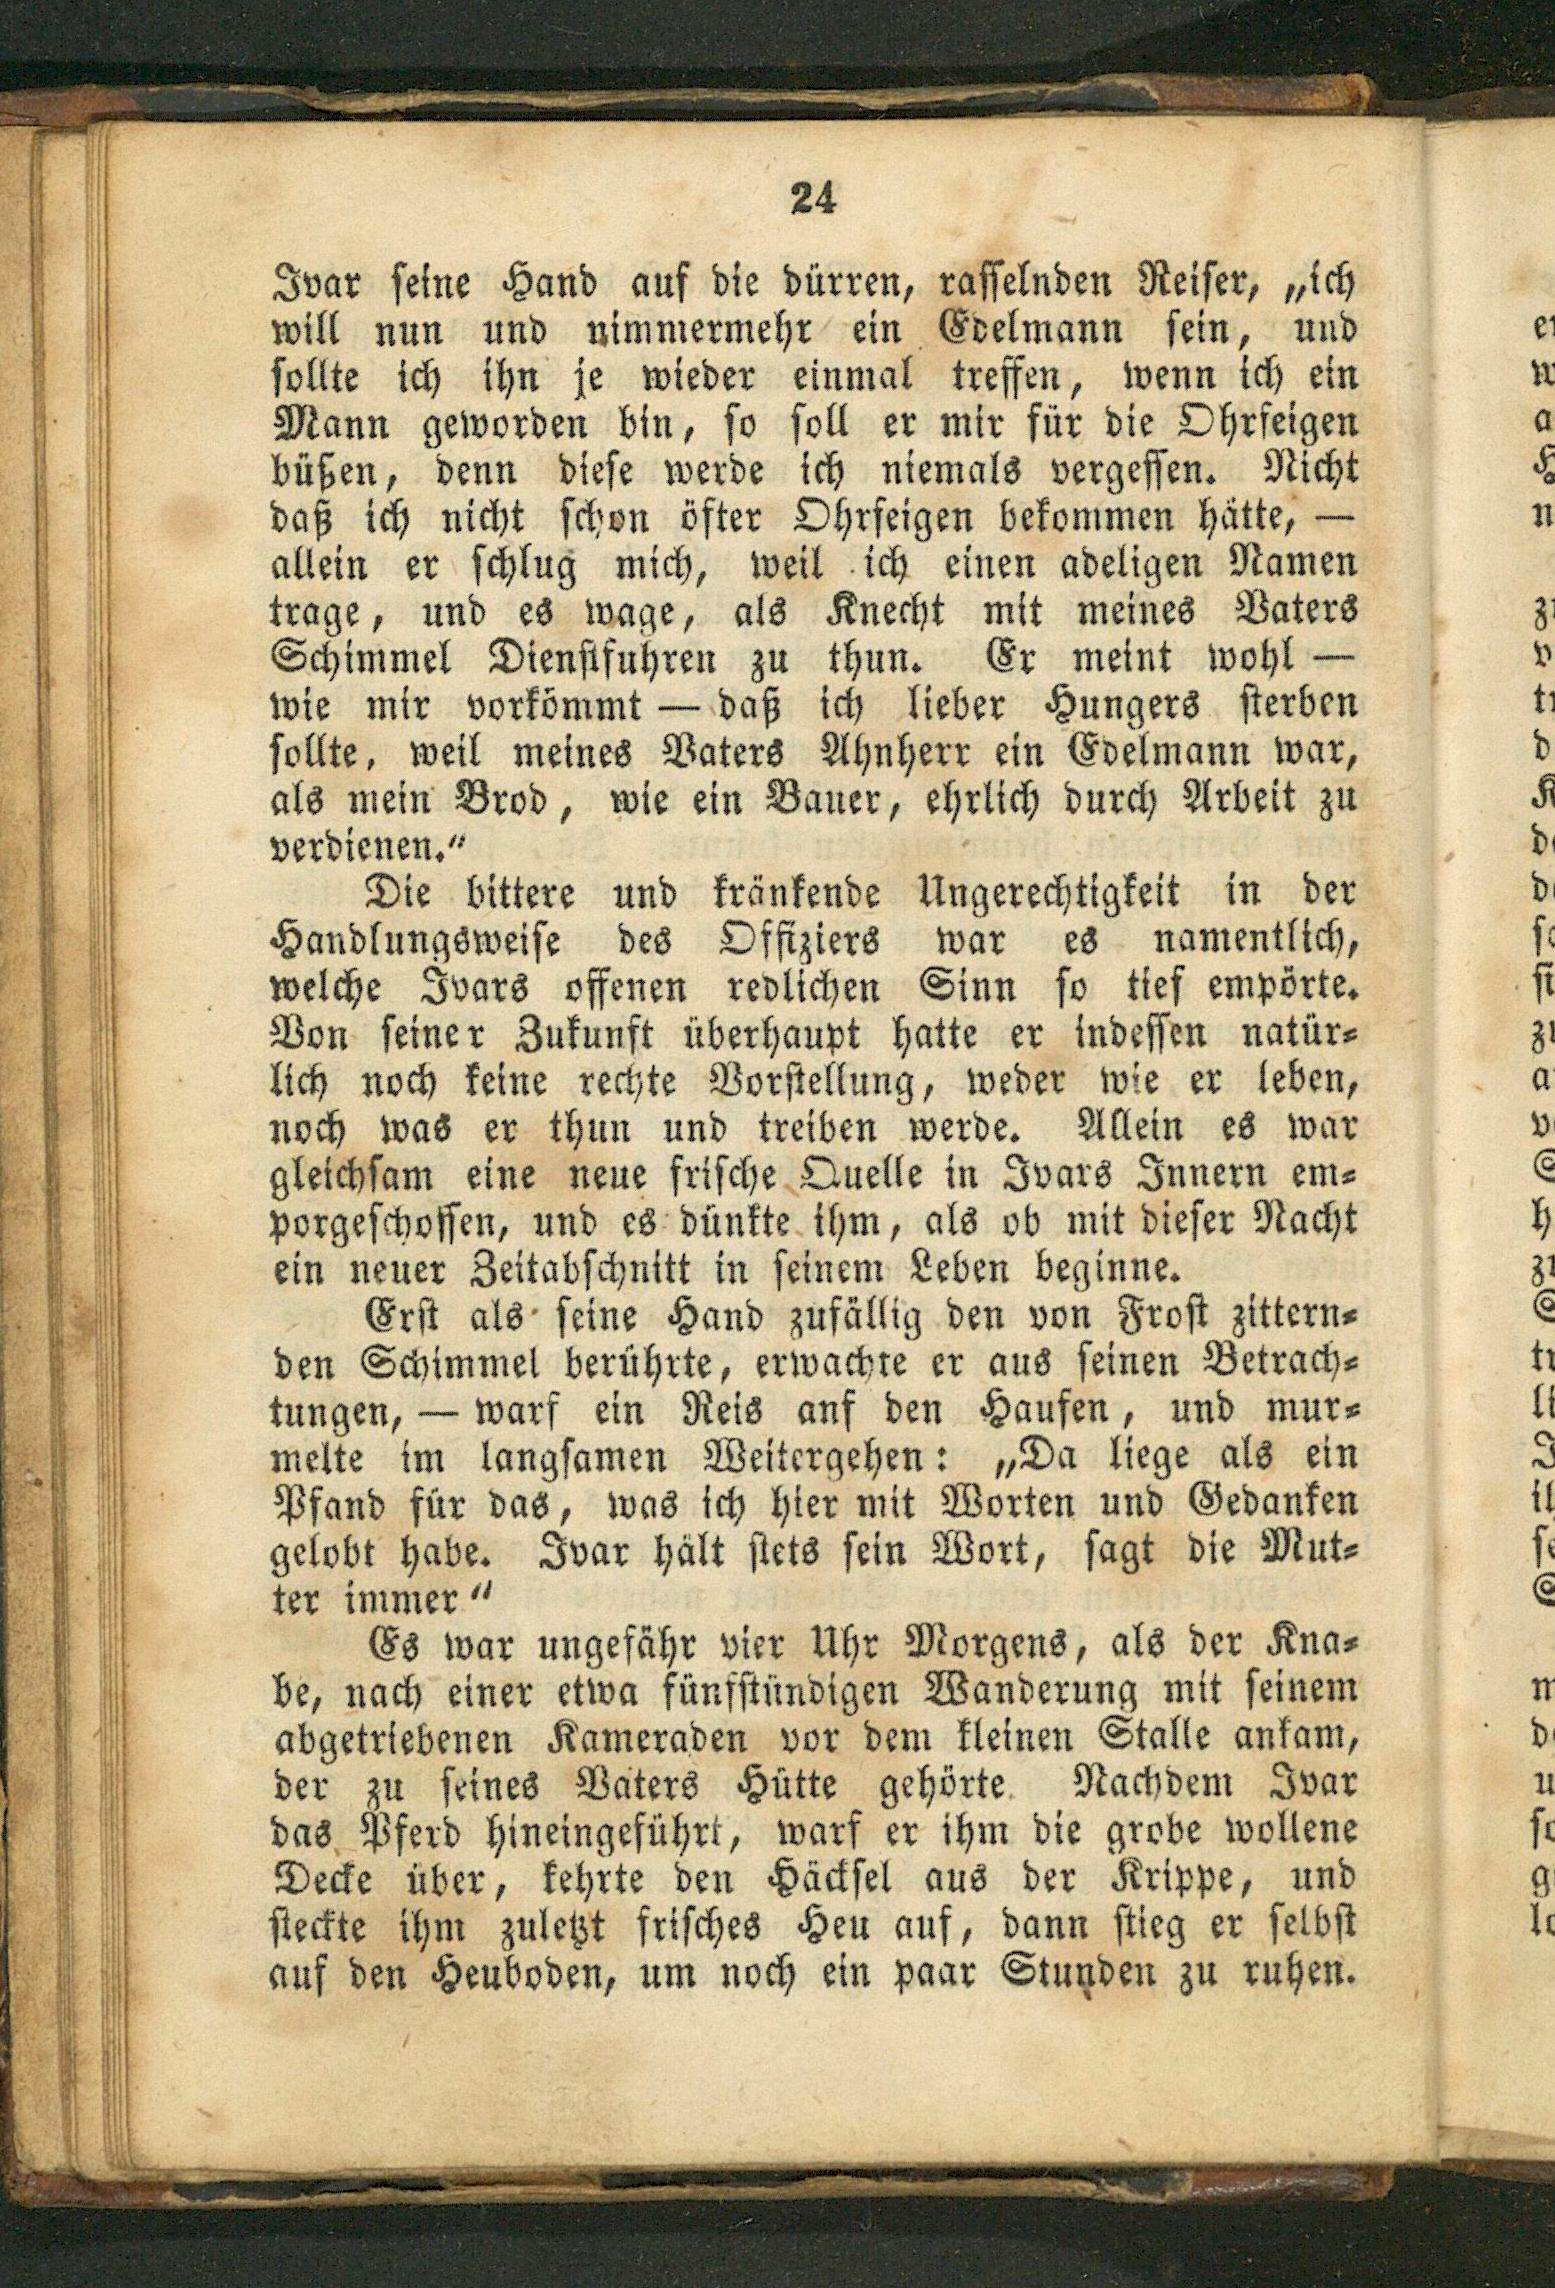 24
Ivar seine Hand auf die dürren, rasselnden Reiser, „ich
will nun und nimmermehr ein Edelmann sein, und
sollte ich ihn je wieder einmal treffen, wenn ich ein
Mann geworden bin, so soll er mir für die Ohrfeigen
büßen, denn diese werde ich niemals vergessen. Nicht
daß ich nicht schon öfter Ohrfeigen bekommen hätte, —
allein er schlug mich, weil ich einen adeligen Namen
trage, und es wage, als Knecht mit meines Vaters
Schimmel Dienstfuhren zu thun. Er meint wohl —
wie mir vorkömmt — daß ich lieber Hungers sterben
sollte, weil meines Vaters Ahnherr ein Edelmann war,
als mein Brod, wie ein Bauer, ehrlich durch Arbeit zu
verdienen.“
Die bittere und kränkende Ungerechtigkeit in der
Handlungsweise des Offiziers war es namentlich,
welche Ivars offenen redlichen Sinn so tief empörte.
Von seiner Zukunft überhaupt hatte er indessen natür-
lich noch keine rechte Vorstellung, weder wie er leben,
noch was er thun und treiben werde. Allein es war
gleichsam eine neue frische Quelle in Ivars Innern em-
porgeschossen, und es dünkte ihm, als ob mit dieser Nacht
ein neuer Zeitabschnitt in seinem Leben beginne.
Erst als seine Hand zufällig den von Frost zittern-
den Schimmel berührte, erwachte er aus seinen Betrach-
tungen, — warf ein Reis anf den Haufen, und mur-
melte im langsamen Weitergehen: „Da liege als ein
Pfand für das, was ich hier mit Worten und Gedanken
gelobt habe. Ivar hält stets sein Wort, sagt die Mut-
ter immer“
Es war ungefähr vier Uhr Morgens, als der Kna-
be, nach einer etwa fünfstündigen Wanderung mit seinem
abgetriebenen Kameraden vor dem kleinen Stalle ankam,
der zu seines Vaters Hütte gehörte. Nachdem Ivar
das Pferd hineingeführt, warf er ihm die grobe wollene
Decke über, kehrte den Häcksel aus der Krippe, und
steckte ihm zuletzt frisches Heu auf, dann stieg er selbst
auf den Heuboden, um noch ein paar Stunden zu ruhen.